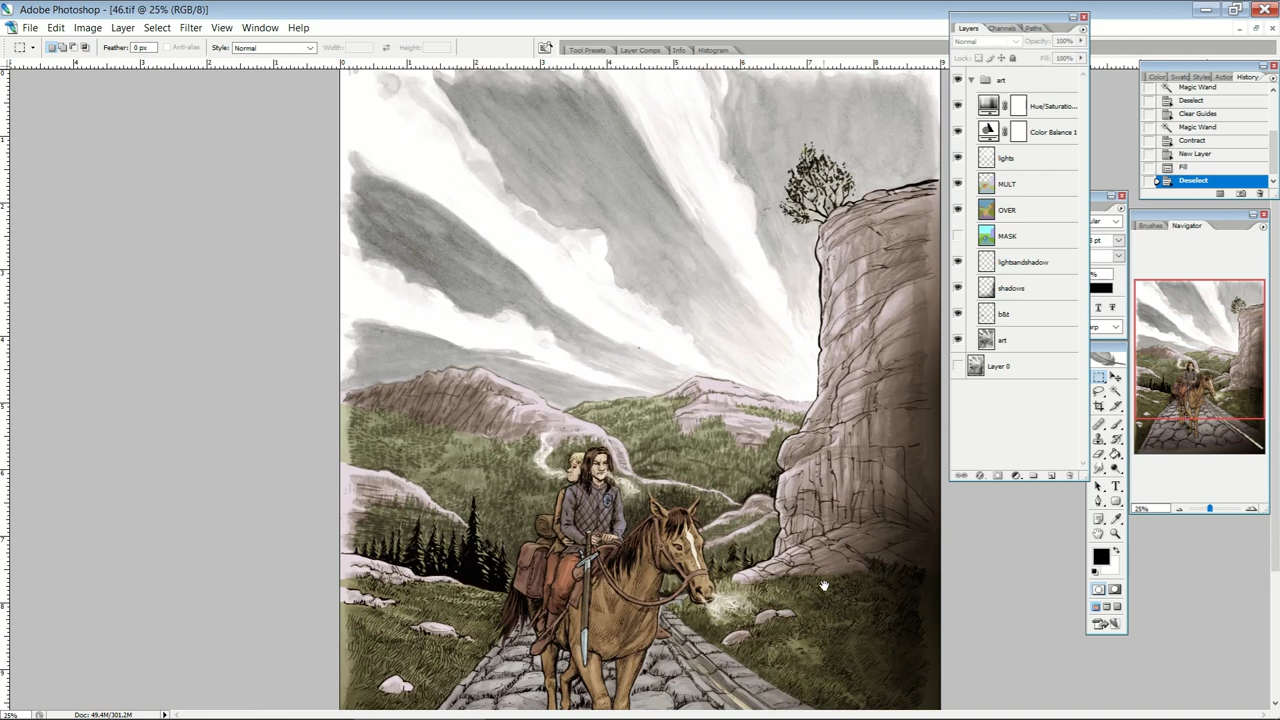 Adobe Photoshop - [46.tif @ 25% (RGB/8)]
File Edit Image Layer Select Filter View Window Help
Feather: 0 px Anti-alias Style: Normal Width: Height:
Tool Presets Layer Comps Info Histogram
Layers Channels Paths
Normal Opacity: 100%
Lock: Fill: 100%
art
Hue/Saturatio...
Color Balance 1
lights
MULT
OVER
MASK
lightsandshadow
shadows
b&t
art
Layer 0
Color Swatc Styles Action History
Magic Wand
Deselect
Clear Guides
Magic Wand
Contract
New Layer
Fill
Deselect
Brushes Navigator
25%
25% Doc: 49.4M/301.2M